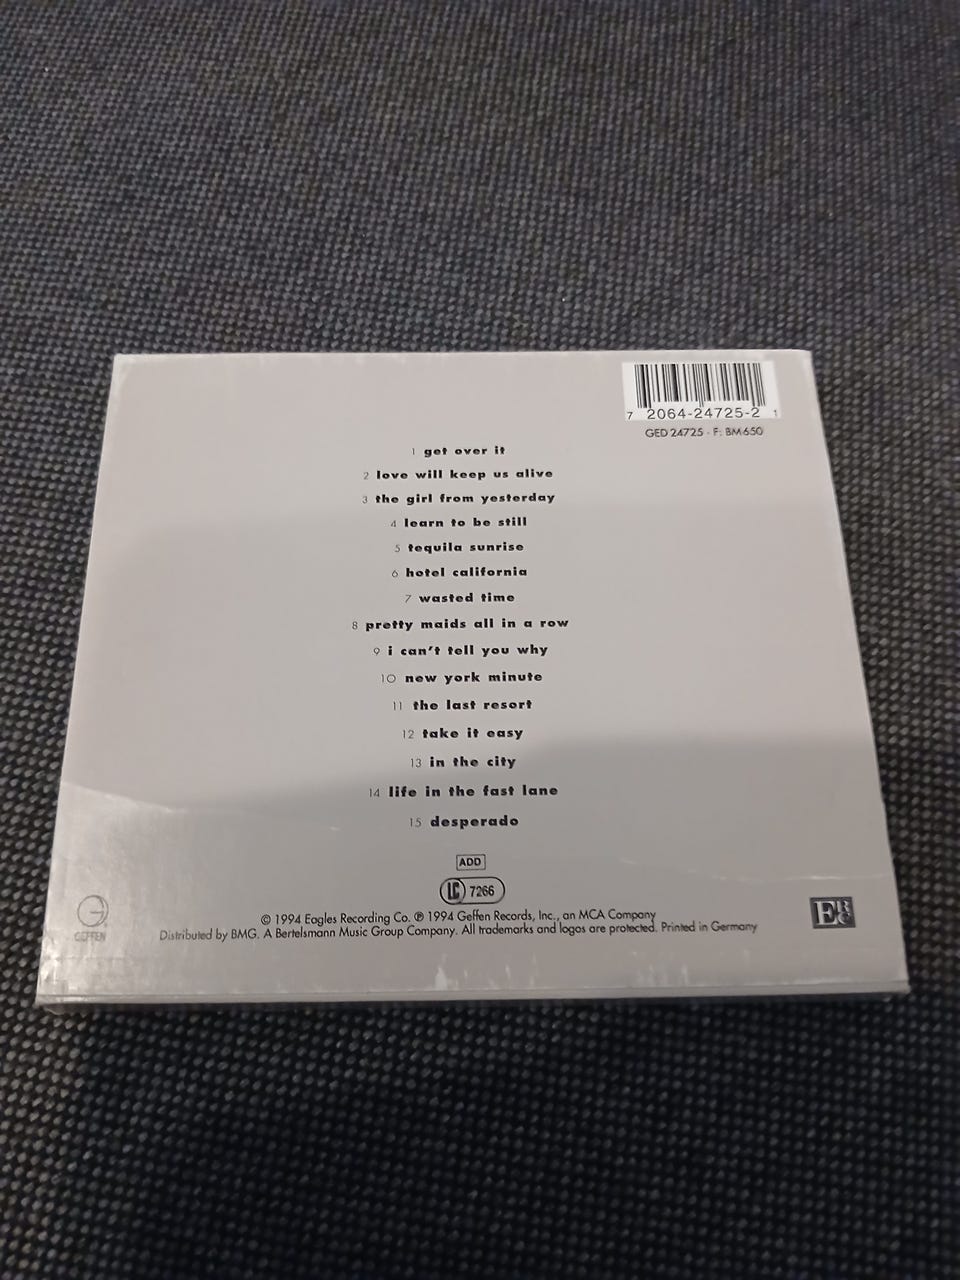 7 2064-24725-2 1
GED 24725 - F: BM 650
1 get over it
2 love will keep us alive
3 the girl from yesterday
4 learn to be still
5 tequila sunrise
6 hotel california
7 wasted time
8 pretty maids all in a row
9 i can't tell you why
10 new york minute
11 the last resort
12 take it easy
13 in the city
14 life in the fast lane
15 desperado
ADD
LC 7266
GEFFEN
ERC
© 1994 Eagles Recording Co. ℗ 1994 Geffen Records, Inc., an MCA Company
Distributed by BMG. A Bertelsmann Music Group Company. All trademarks and logos are protected. Printed in Germany